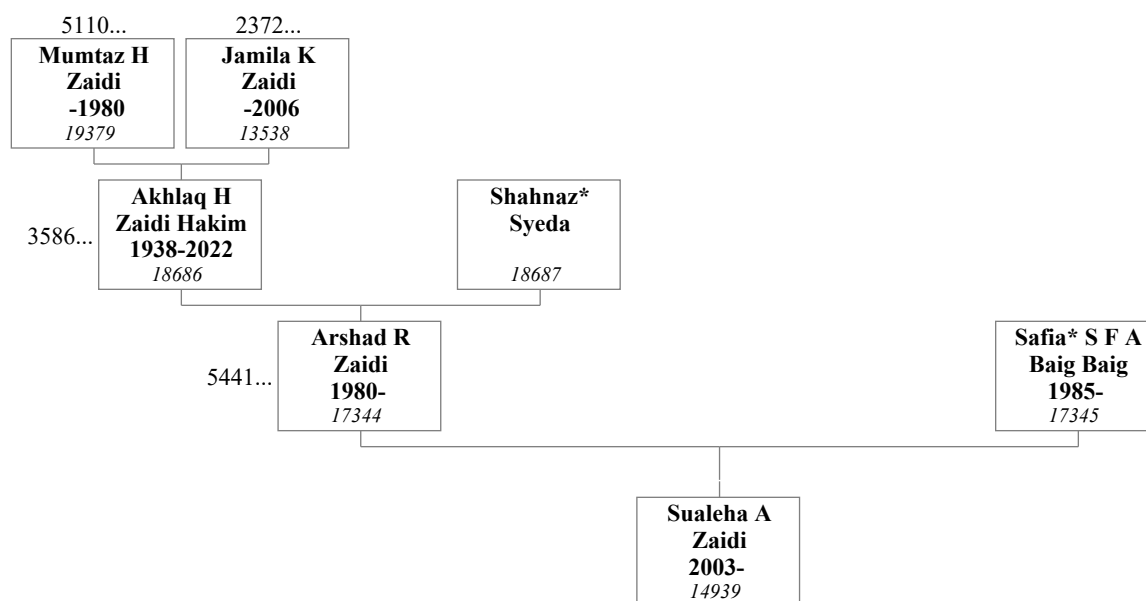 5110...
2372...
Mumtaz H
Zaidi
-1980
19379
Jamila K
Zaidi
-2006
13538
3586...
Akhlaq H
Zaidi Hakim
1938-2022
18686
Shahnaz*
Syeda
18687
5441...
Arshad R
Zaidi
1980-
17344
Safia* S F A
Baig Baig
1985-
17345
Sualeha A
Zaidi
2003-
14939